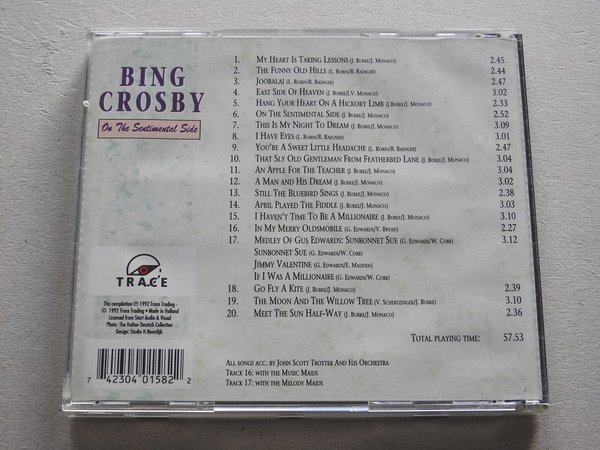 BING
CROSBY
On The Sentimental Side
1. MY HEART IS TAKING LESSONS (J. BURKE/J. MONACO) 2.45
2. THE FUNNY OLD HILLS (L. ROBIN/R. RAINGER) 2.44
3. JOOBALAI (L. ROBIN/R. RAINGER) 2.47
4. EAST SIDE OF HEAVEN (J. BURKE/V. MONACO) 3.02
5. HANG YOUR HEART ON A HICKORY LIMB (J.BURKE/J. MONACO) 2.33
6. ON THE SENTIMENTAL SIDE (J. BURKE/J. MONACO) 2.52
7. THIS IS MY NIGHT TO DREAM (J. BURKE/J. MONACO) 3.09
8. I HAVE EYES (L. ROBIN/R. RAIGNER) 3.01
9. YOU'RE A SWEET LITTLE HEADACHE (L. ROBIN/R. RAINGER) 2.47
10. THAT SLY OLD GENTLEMAN FROM FEATHERBED LANE (J. BURKE/J. MONACO) 3.04
11. AN APPLE FOR THE TEACHER (J. BURKE/J. MONACO) 3.04
12. A MAN AND HIS DREAM (J. BURKE/J. MONACO) 3.02
13. STILL THE BLUEBIRD SINGS (J. BURKE/J. MONACO) 2.38
14. APRIL PLAYED THE FIDDLE (J. BURKE/J. MONACO) 3.03
15. I HAVEN'T TIME TO BE A MILLIONAIRE (J. BURKE/J. MONACO) 3.10
16. IN MY MERRY OLDSMOBILE (G. EDWARDS/V. BRYAN) 2.27
17. MEDLEY OF GUS EDWARDS: SUNBONNET SUE (G. EDWARDS/W. COBB) 3.12
SUNBONNET SUE (G. EDWARDS/W. COBB)
JIMMY VALENTINE (G. EDWARDS/E. MADDEN)
IF I WAS A MILLIONAIRE (G. EDWARDS/W. COBB)
18. GO FLY A KITE (J. BURKE/J. MONACO) 2.39
19. THE MOON AND THE WILLOW TREE (V. SCHERTZINGER/J. BURKE) 3.10
20. MEET THE SUN HALF-WAY (J. BURKE/J. MONACO) 2.36
TOTAL PLAYING TIME: 57.53
TRACE
This compilation ℗ 1992 Trace Trading -
© 1992 Trace Trading • Made in Holland
Licensed from Start Audio & Visual
Photo: The Hulton Deutsch Collection
Design: Studio H.Noordijk
ALL SONGS ACC. BY JOHN SCOTT TROTTER AND HIS ORCHESTRA
TRACK 16: WITH THE MUSIC MAIDS
TRACK 17: WITH THE MELODY MAIDS
7 42304 01582 2